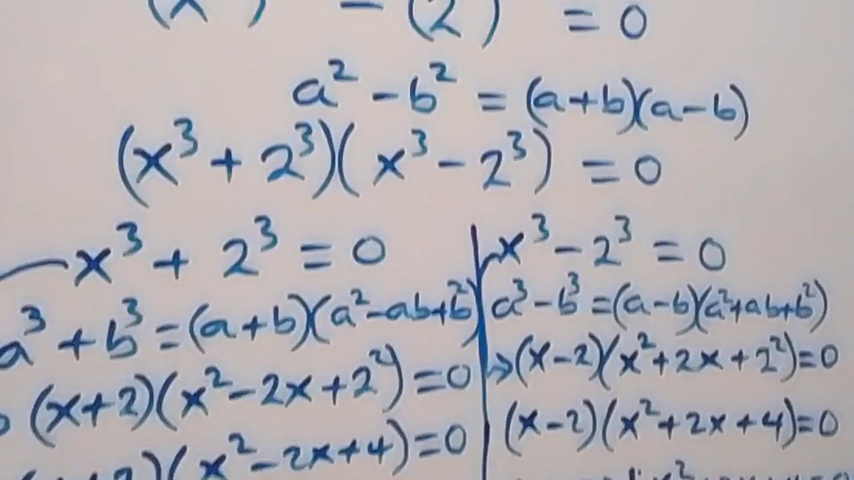 (x ) - (2 ) = 0
a² - b² = (a+b)(a-b)
(x³ + 2³)(x³ - 2³) = 0
x³ + 2³ = 0
a³ + b³ = (a+b)(a²-ab+b²)
(x+2)(x²-2x+2²)=0
(x²-2x+4)=0
x³ - 2³ = 0
a³ - b³ = (a-b)(a²+ab+b²)
→(x-2)(x²+2x+2²)=0
(x-2)(x²+2x+4)=0